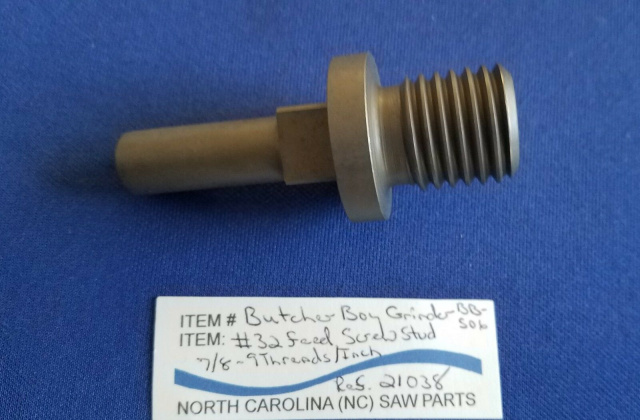 ITEM # Butcher Boy Grinder BB-
50b
ITEM: #32 feed Screw Stud
7/8-9 Threads/Inch
Ref. 21038
NORTH CAROLINA (NC) SAW PARTS